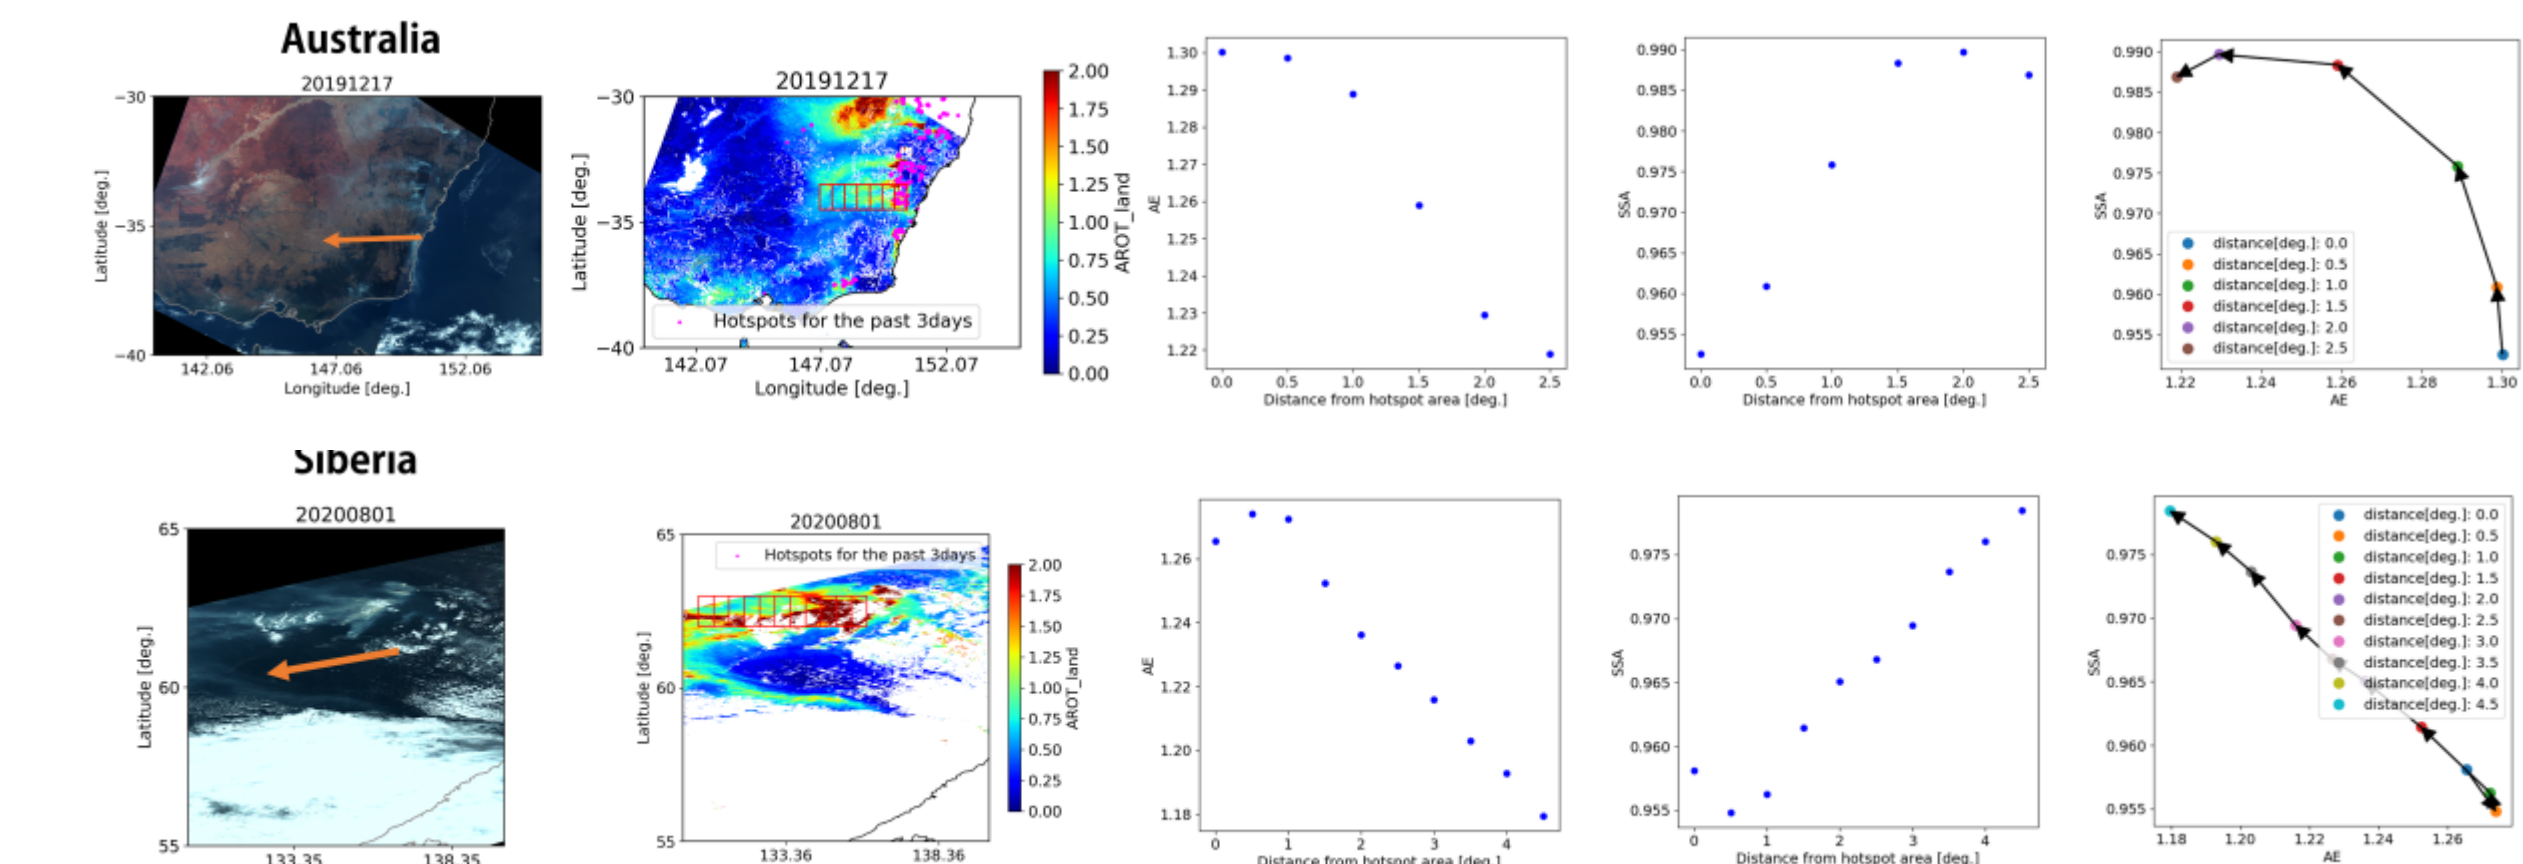 Australia
20191217
−30
−35
−40
Latitude [deg.]
142.06 147.06 152.06
Longitude [deg.]
20191217
−30
−35
−40
Latitude [deg.]
Hotspots for the past 3days
142.07 147.07 152.07
Longitude [deg.]
2.00
1.75
1.50
1.25
1.00
0.75
0.50
0.25
0.00
AROT_land
1.30
1.29
1.28
1.27
1.26
1.25
1.24
1.23
1.22
AE
0.0 0.5 1.0 1.5 2.0 2.5
Distance from hotspot area [deg.]
0.990
0.985
0.980
0.975
0.970
0.965
0.960
0.955
SSA
0.0 0.5 1.0 1.5 2.0 2.5
Distance from hotspot area [deg.]
0.990
0.985
0.980
0.975
0.970
0.965
0.960
0.955
SSA
distance[deg.]: 0.0
distance[deg.]: 0.5
distance[deg.]: 1.0
distance[deg.]: 1.5
distance[deg.]: 2.0
distance[deg.]: 2.5
1.22 1.24 1.26 1.28 1.30
AE
Siberia
20200801
65
60
55
Latitude [deg.]
133.35 138.35
20200801
65
60
55
Latitude [deg.]
Hotspots for the past 3days
133.36 138.36
2.00
1.75
1.50
1.25
1.00
0.75
0.50
0.25
0.00
AROT_land
1.26
1.24
1.22
1.20
1.18
AE
0 1 2 3 4
Distance from hotspot area [deg.]
0.975
0.970
0.965
0.960
0.955
SSA
0 1 2 3 4
Distance from hotspot area [deg.]
0.975
0.970
0.965
0.960
0.955
SSA
distance[deg.]: 0.0
distance[deg.]: 0.5
distance[deg.]: 1.0
distance[deg.]: 1.5
distance[deg.]: 2.0
distance[deg.]: 2.5
distance[deg.]: 3.0
distance[deg.]: 3.5
distance[deg.]: 4.0
distance[deg.]: 4.5
1.18 1.20 1.22 1.24 1.26
AE